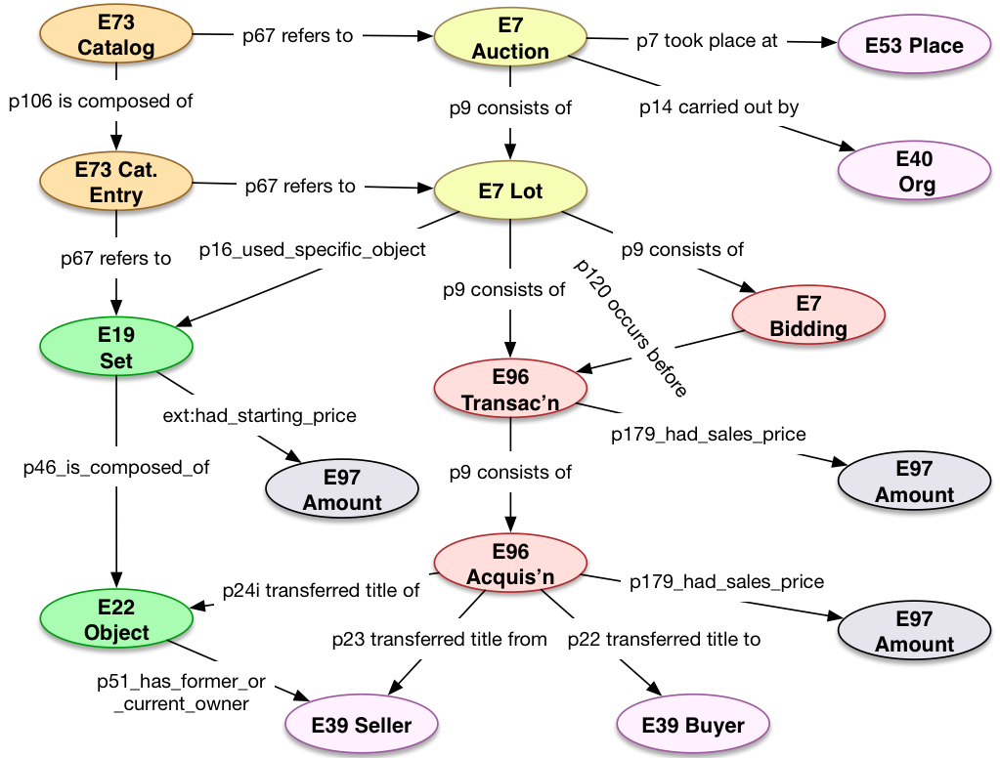 E73
Catalog
p67 refers to
E7
Auction
p7 took place at
E53 Place
p106 is composed of
p9 consists of
p14 carried out by
E73 Cat.
Entry
p67 refers to
E7 Lot
E40
Org
p67 refers to
p16_used_specific_object
p9 consists of
p9 consists of
p120 occurs before
E7
Bidding
E19
Set
E96
Transac'n
ext:had_starting_price
p179_had_sales_price
p46_is_composed_of
E97
Amount
p9 consists of
E97
Amount
E96
Acquis'n
p24i transferred title of
p179_had_sales_price
E22
Object
E97
Amount
p23 transferred title from
p22 transferred title to
p51_has_former_or
_current_owner
E39 Seller
E39 Buyer